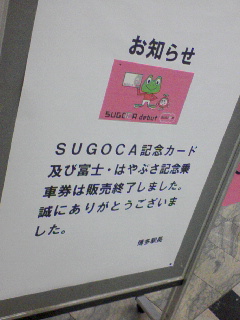 お知らせ
SUGOCA debut
SUGOCA記念カード
及び富士・はやぶさ記念乗
車券は販売終了しました。
誠にありがとうございま
した。
博多駅長